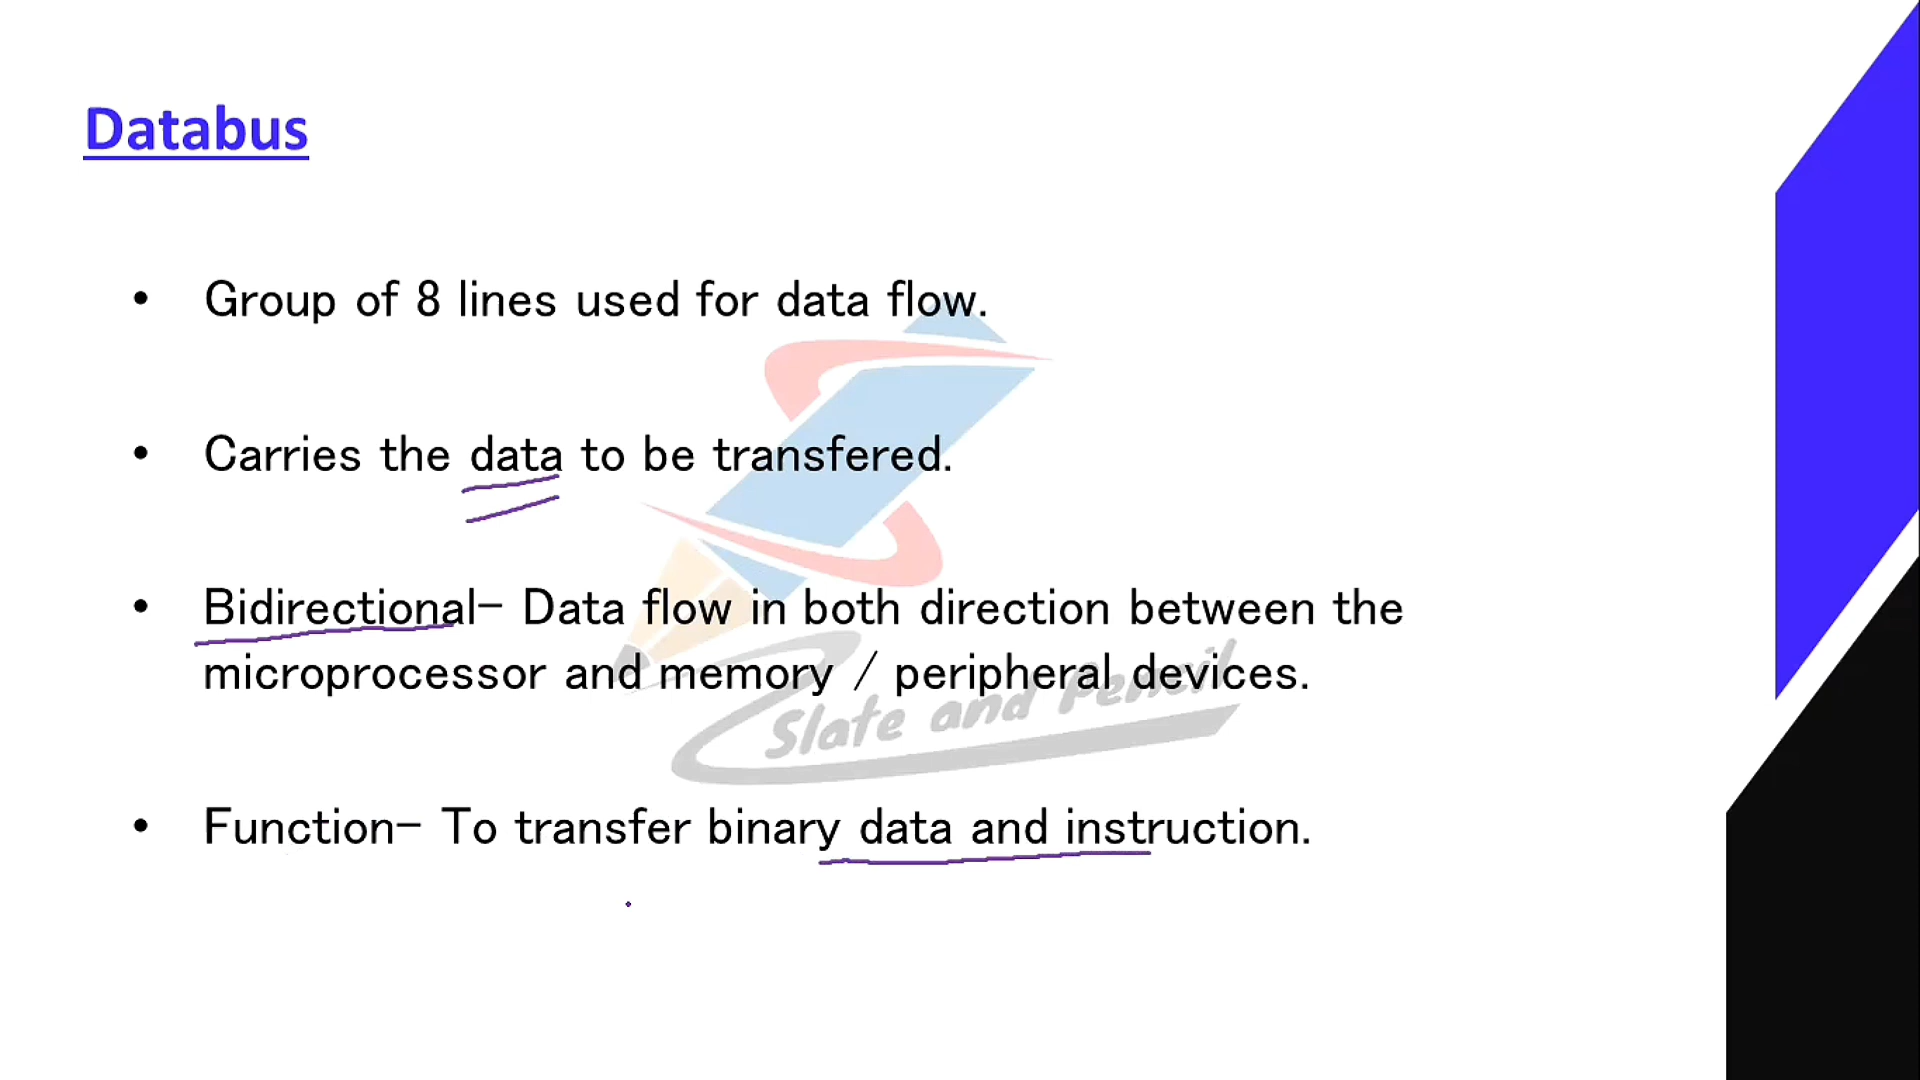 Databus
• Group of 8 lines used for data flow.
• Carries the data to be transfered.
• Bidirectional- Data flow in both direction between the
microprocessor and memory / peripheral devices.
Slate and Pencil
• Function- To transfer binary data and instruction.